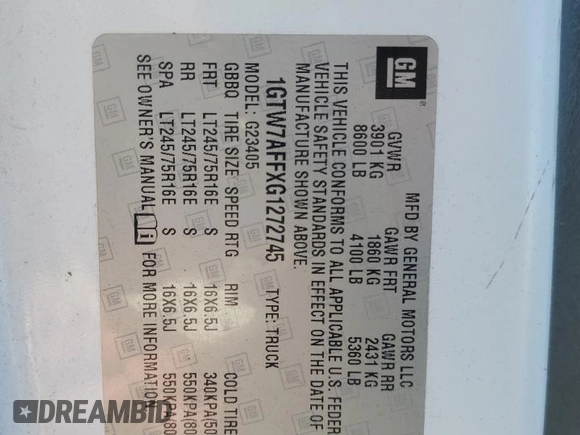 GM
MFD BY GENERAL MOTORS LLC
GVWR GAWR FRT GAWR RR
3901 KG 1860 KG 2431 KG
8600 LB 4100 LB 5360 LB
THIS VEHICLE CONFORMS TO ALL APPLICABLE U.S. FEDER
VEHICLE SAFETY STANDARDS IN EFFECT ON THE DATE OF
MANUFACTURE SHOWN ABOVE.
1GTW7AFFXG1272745 TYPE: TRUCK
MODEL: G23405
GBBQ TIRE SIZE SPEED RTG RIM COLD TIRE
FRT LT245/75R16E S 16X6.5J 340KPA(50
RR LT245/75R16E S 16X6.5J 550KPA(80
SPA LT245/75R16E S 16X6.5J 550KPA(80
SEE OWNER'S MANUAL i FOR MORE INFORMATION
DREAMBID